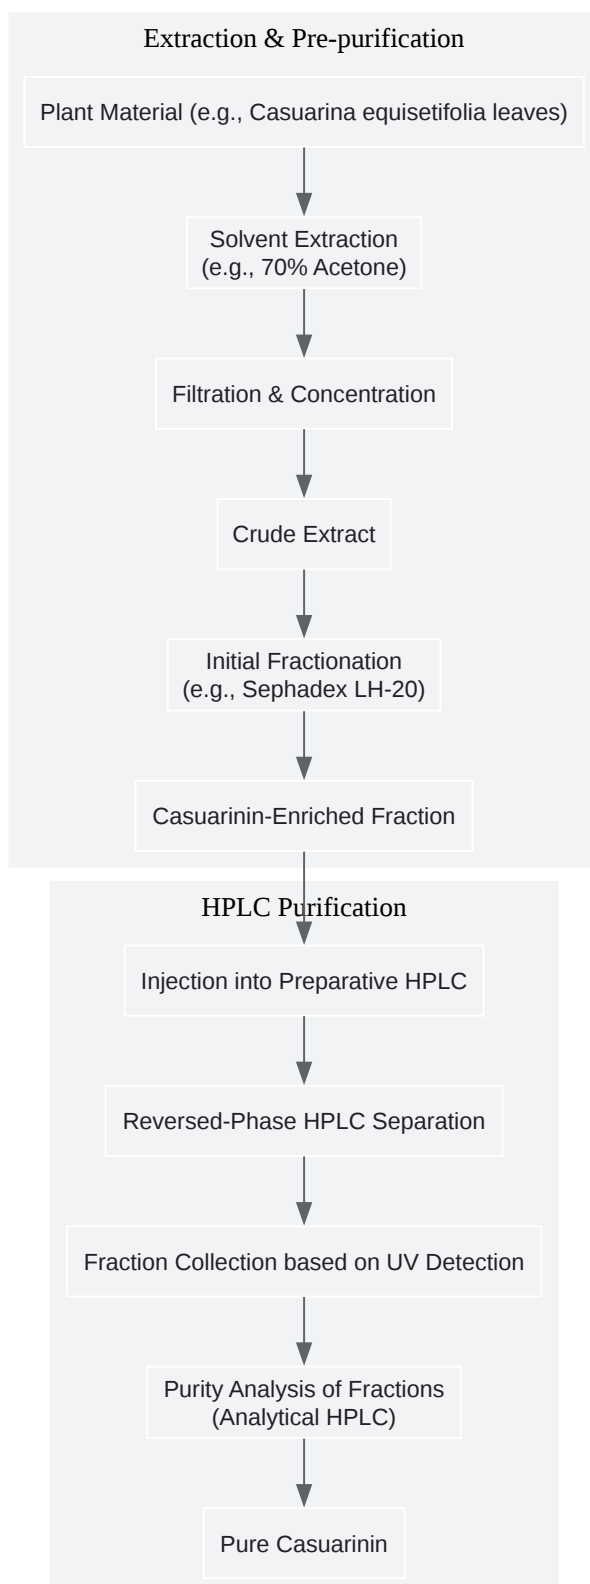 Extraction & Pre-purification
Plant Material (e.g., Casuarina equisetifolia leaves)
Solvent Extraction
(e.g., 70% Acetone)
Filtration & Concentration
Crude Extract
Initial Fractionation
(e.g., Sephadex LH-20)
Casuarinin-Enriched Fraction
HPLC Purification
Injection into Preparative HPLC
Reversed-Phase HPLC Separation
Fraction Collection based on UV Detection
Purity Analysis of Fractions
(Analytical HPLC)
Pure Casuarinin